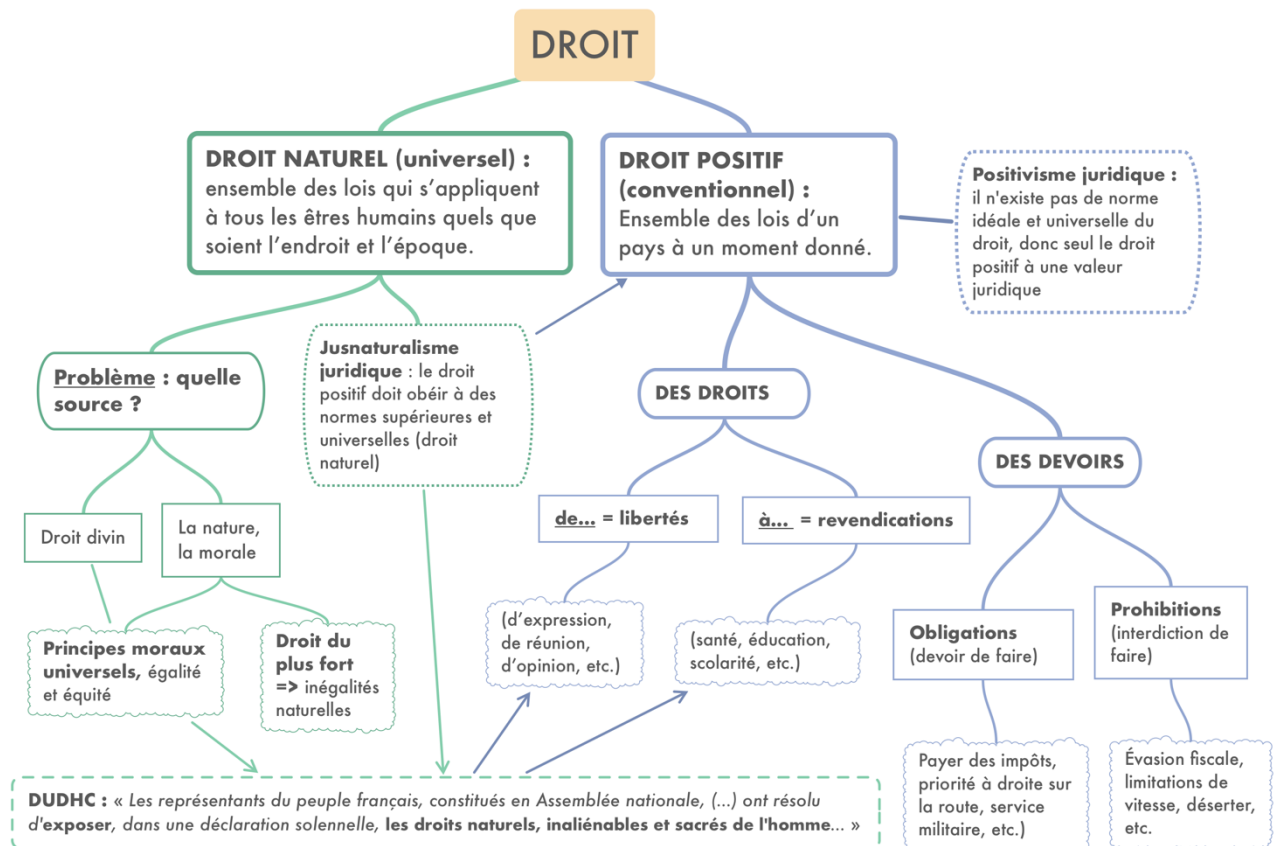 DROIT
DROIT NATUREL (universel) :
ensemble des lois qui s'appliquent
à tous les êtres humains quels que
soient l'endroit et l'époque.
DROIT POSITIF
(conventionnel) :
Ensemble des lois d'un
pays à un moment donné.
Positivisme juridique :
il n'existe pas de norme
idéale et universelle du
droit, donc seul le droit
positif à une valeur
juridique
Problème : quelle
source ?
Jusnaturalisme
juridique : le droit
positif doit obéir à des
normes supérieures et
universelles (droit
naturel)
DES DROITS
DES DEVOIRS
Droit divin
La nature,
la morale
de... = libertés
à... = revendications
Principes moraux
universels, égalité
et équité
Droit du
plus fort
=> inégalités
naturelles
(d'expression,
de réunion,
d'opinion, etc.)
(santé, éducation,
scolarité, etc.)
Obligations
(devoir de faire)
Prohibitions
(interdiction de
faire)
Payer des impôts,
priorité à droite sur
la route, service
militaire, etc.)
Évasion fiscale,
limitations de
vitesse, déserter,
etc.
DUDHC : « Les représentants du peuple français, constitués en Assemblée nationale, (...) ont résolu
d'exposer, dans une déclaration solennelle, les droits naturels, inaliénables et sacrés de l'homme... »